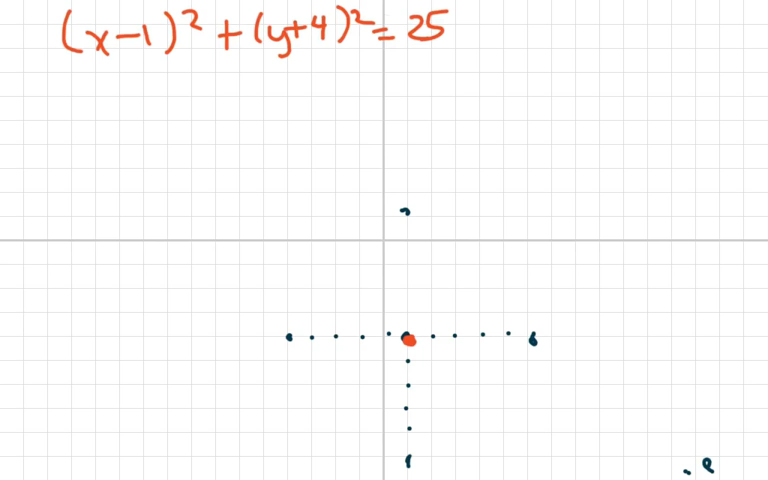 (x-1)² + (y+4)² = 25